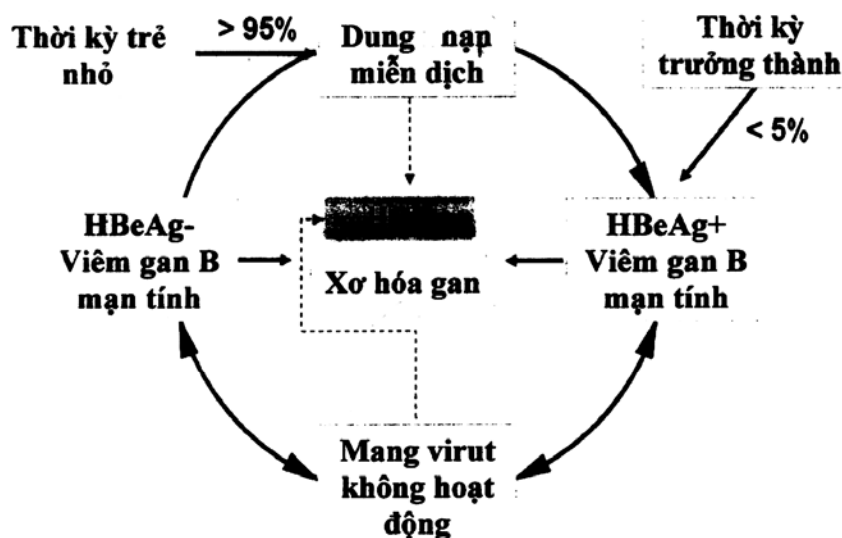 Thời kỳ trẻ
nhỏ
> 95%
Dung nạp
miễn dịch
Thời kỳ
trưởng thành
< 5%
HBeAg-
Viêm gan B
mạn tính
Xơ hóa gan
HBeAg+
Viêm gan B
mạn tính
Mang virut
không hoạt
động